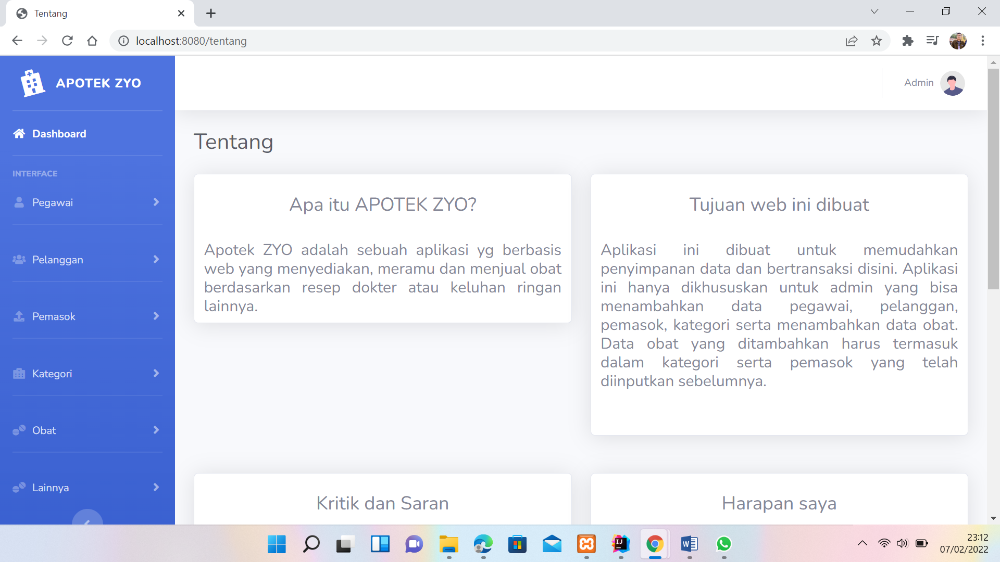 Tentang
localhost:8080/tentang
APOTEK ZYO
Admin
Dashboard
INTERFACE
Pegawai
Pelanggan
Pemasok
Kategori
Obat
Lainnya
Tentang
Apa itu APOTEK ZYO?
Apotek ZYO adalah sebuah aplikasi yg berbasis
web yang menyediakan, meramu dan menjual obat
berdasarkan resep dokter atau keluhan ringan
lainnya.
Tujuan web ini dibuat
Aplikasi ini dibuat untuk memudahkan
penyimpanan data dan bertransaksi disini. Aplikasi
ini hanya dikhususkan untuk admin yang bisa
menambahkan data pegawai, pelanggan,
pemasok, kategori serta menambahkan data obat.
Data obat yang ditambahkan harus termasuk
dalam kategori serta pemasok yang telah
diinputkan sebelumnya.
Kritik dan Saran
Harapan saya
IJ
W
23:12
07/02/2022